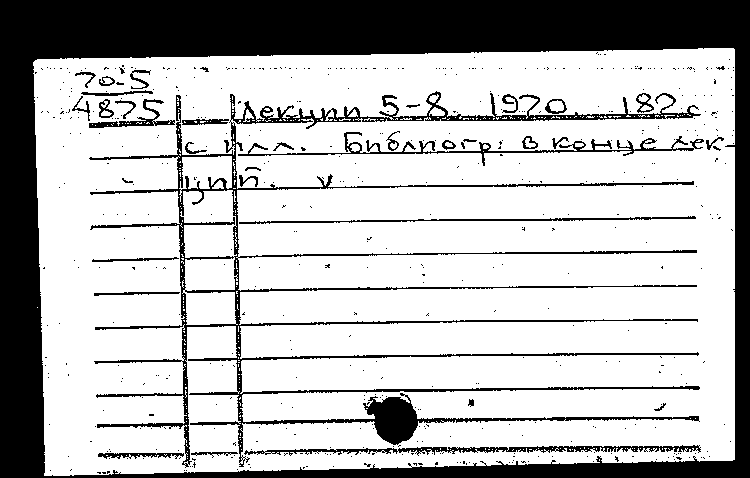 70-5
4875 Лекции 5-8. 1970. 182 с
с илл. Библиогр: в конце лек-
ций. v